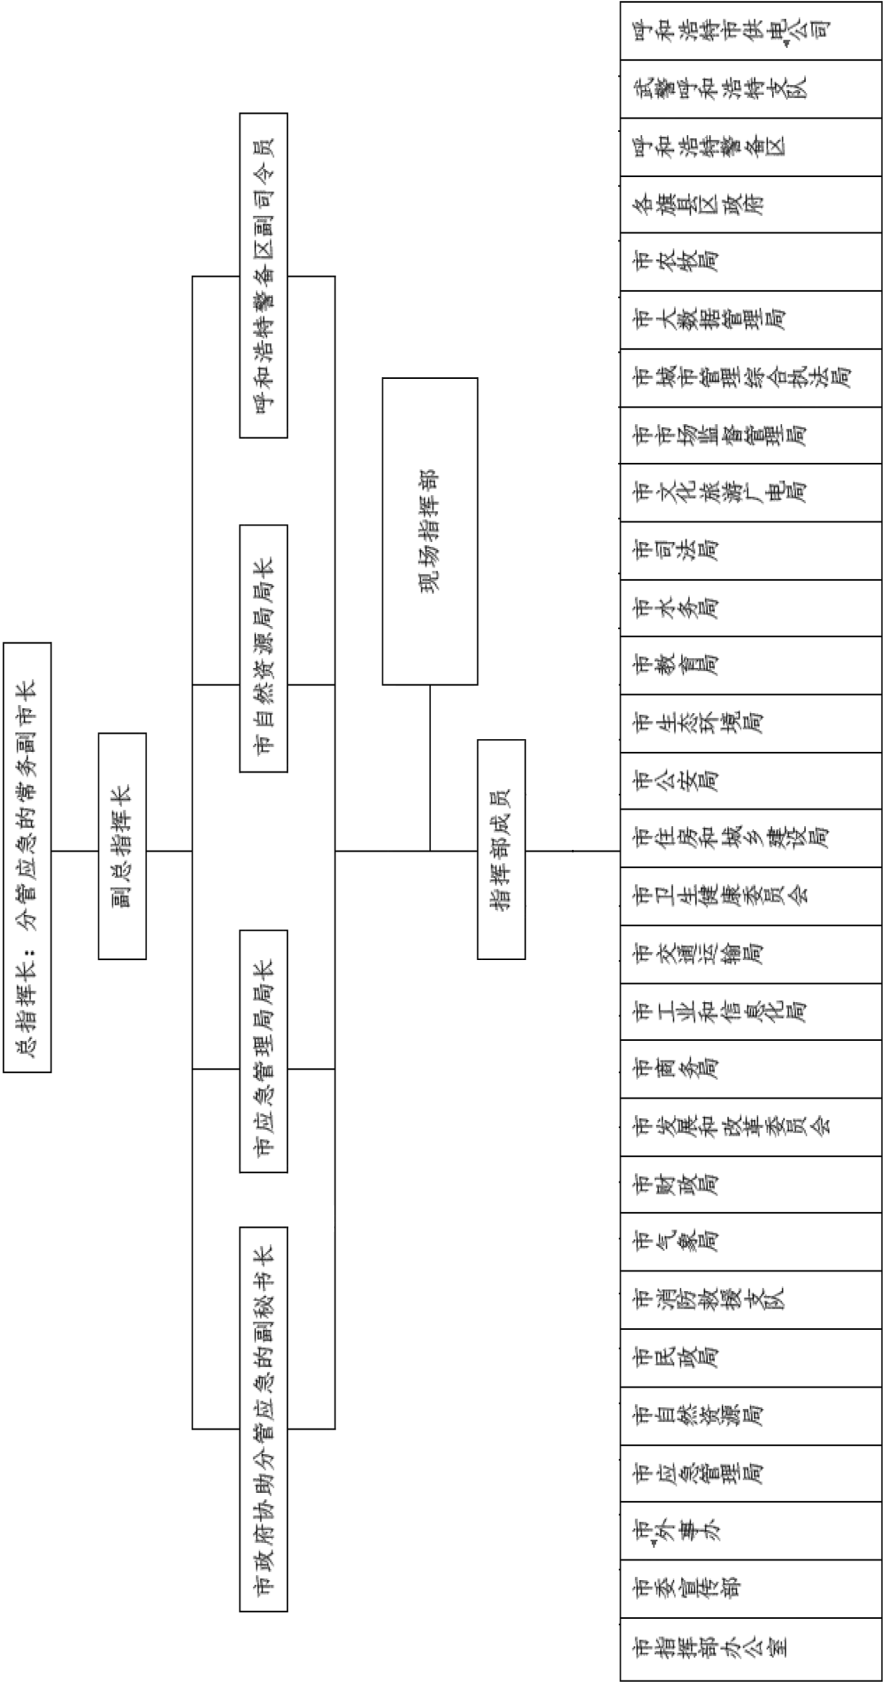 总指挥长：分管应急的常务副市长
副总指挥长
市政府协助分管应急的副秘书长
市应急管理局局长
市自然资源局局长
呼和浩特警备区副司令员
现场指挥部
指挥部成员
市指挥部办公室
市委宣传部
市外事办
市应急管理局
市自然资源局
市民政局
市消防救援支队
市气象局
市财政局
市发展和改革委员会
市商务局
市工业和信息化局
市交通运输局
市卫生健康委员会
市住房和城乡建设局
市公安局
市生态环境局
市教育局
市水务局
市司法局
市文化旅游广电局
市市场监督管理局
市城市管理综合执法局
市大数据管理局
市农牧局
各旗县区政府
呼和浩特警备区
武警呼和浩特支队
呼和浩特市供电公司